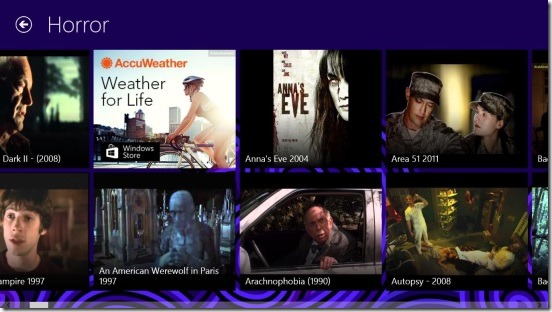 Horror
AccuWeather
Weather
for Life
Windows
Store
ANNA'S
EVE
Dark II - (2008)
Anna's Eve 2004
Area 51 2011
Ba
ampire 1997
An American Werewolf in Paris
1997
Arachnophobia (1990)
Autopsy - 2008
Ba